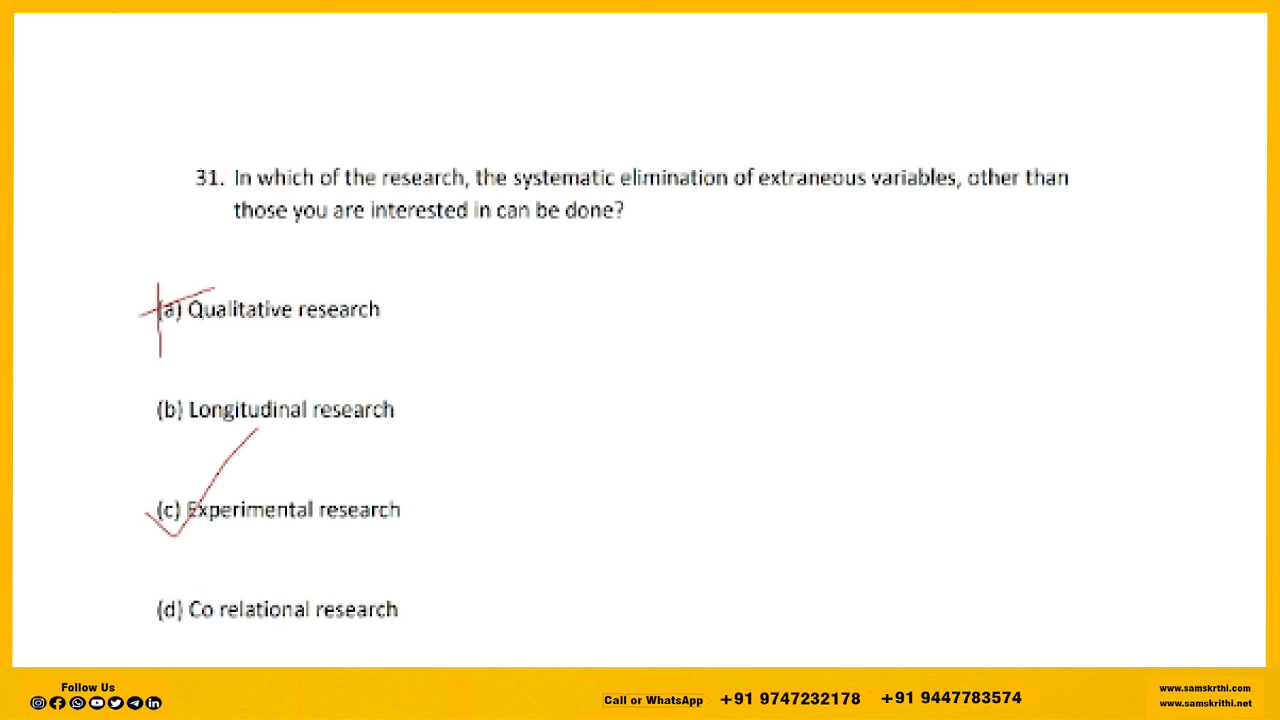 31. In which of the research, the systematic elimination of extraneous variables, other than
those you are interested in can be done?
(a) Qualitative research
(b) Longitudinal research
(c) Experimental research
(d) Co relational research
Follow Us
Call or WhatsApp +91 9747232178 +91 9447783574
www.samskrthi.com
www.samskrithi.net